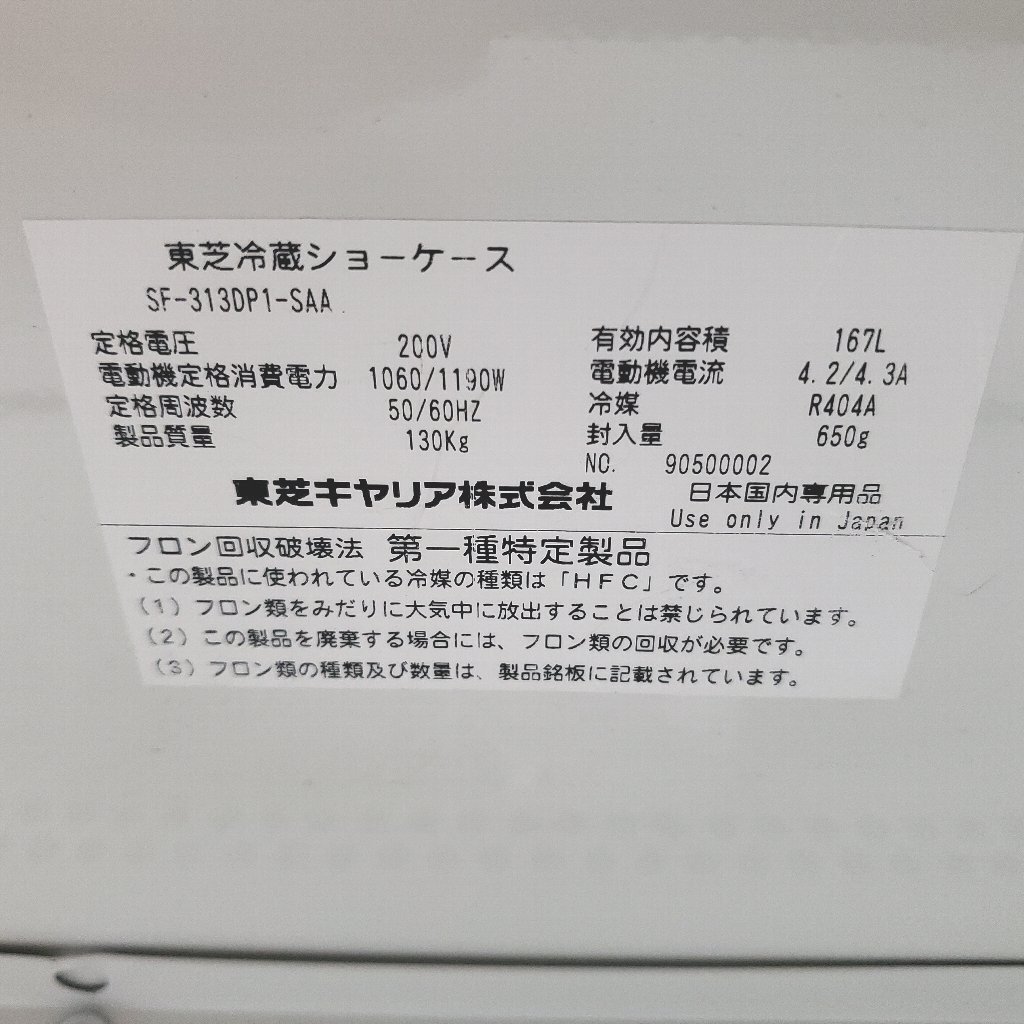 東芝冷蔵ショーケース
SF-313DP1-SAA
定格電圧 200V 有効内容積 167L
電動機定格消費電力 1060/1190W 電動機電流 4.2/4.3A
定格周波数 50/60HZ 冷媒 R404A
製品質量 130Kg 封入量 650g
NO. 90500002
東芝キヤリア株式会社 日本国内専用品
Use only in Japan
フロン回収破壊法 第一種特定製品
・この製品に使われている冷媒の種類は「HFC」です。
(1) フロン類をみだりに大気中に放出することは禁じられています。
(2) この製品を廃棄する場合には、フロン類の回収が必要です。
(3) フロン類の種類及び数量は、製品銘板に記載されています。